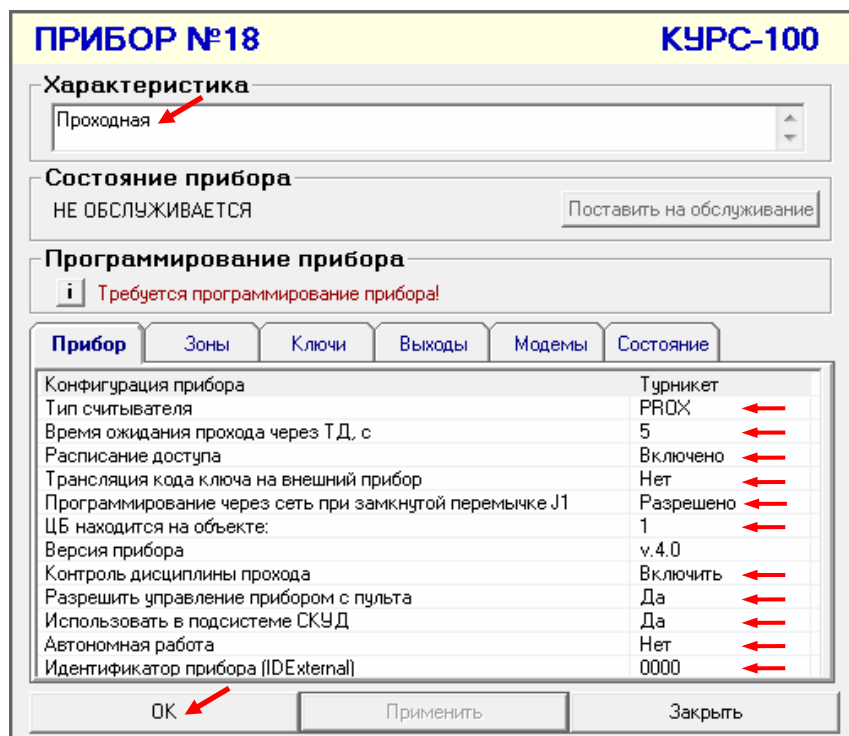 ПРИБОР №18 КУРС-100
Характеристика
Проходная
Состояние прибора
НЕ ОБСЛУЖИВАЕТСЯ Поставить на обслуживание
Программирование прибора
i Требуется программирование прибора!
Прибор Зоны Ключи Выходы Модемы Состояние
Конфигурация прибора Турникет
Тип считывателя PROX
Время ожидания прохода через ТД, с 5
Расписание доступа Включено
Трансляция кода ключа на внешний прибор Нет
Программирование через сеть при замкнутой перемычке J1 Разрешено
ЦБ находится на объекте: 1
Версия прибора v.4.0
Контроль дисциплины прохода Включить
Разрешить управление прибором с пульта Да
Использовать в подсистеме СКУД Да
Автономная работа Нет
Идентификатор прибора (IDExternal) 0000
OK Применить Закрыть